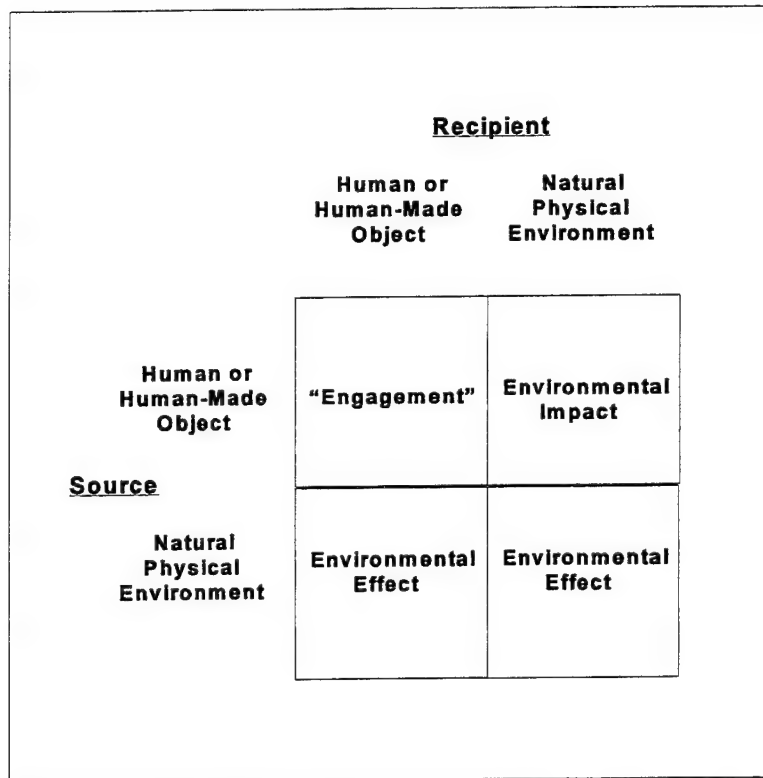 Recipient
Human or
Human-Made
Object
Natural
Physical
Environment
Human or
Human-Made
Object
"Engagement"
Environmental
Impact
Source
Natural
Physical
Environment
Environmental
Effect
Environmental
Effect